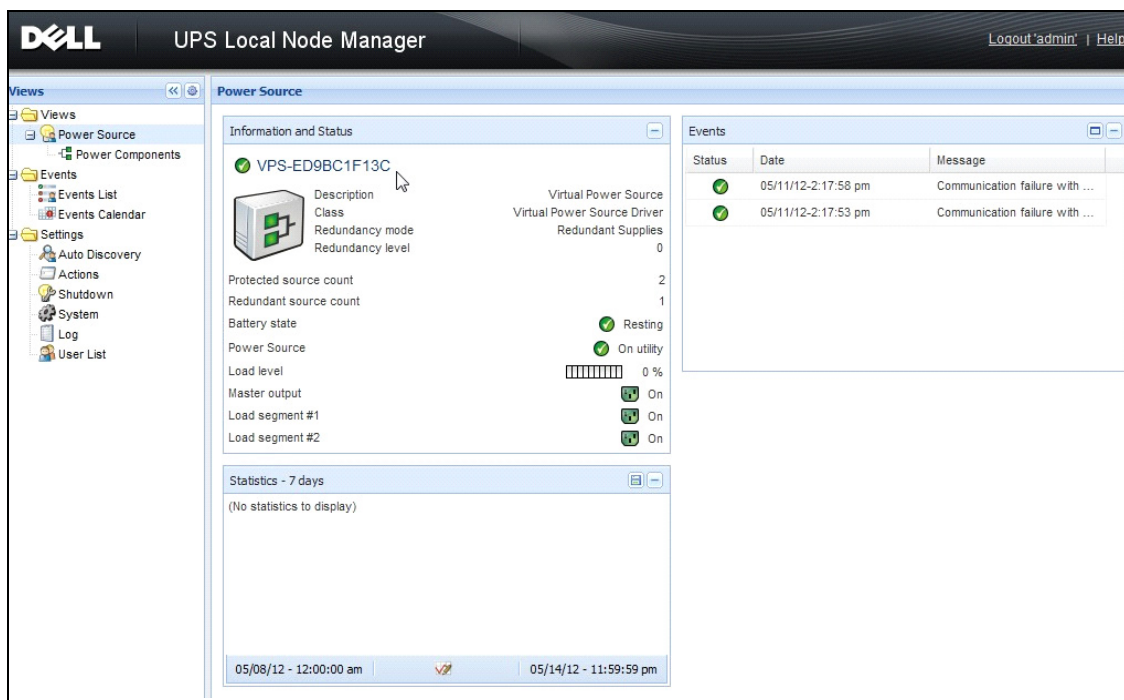 DELL UPS Local Node Manager Logout 'admin' | Help
Views
Views
Power Source
Power Components
Events
Events List
Events Calendar
Settings
Auto Discovery
Actions
Shutdown
System
Log
User List
Power Source
Information and Status
VPS-ED9BC1F13C
Description Virtual Power Source
Class Virtual Power Source Driver
Redundancy mode Redundant Supplies
Redundancy level 0
Protected source count 2
Redundant source count 1
Battery state Resting
Power Source On utility
Load level 0 %
Master output On
Load segment #1 On
Load segment #2 On
Statistics - 7 days
(No statistics to display)
05/08/12 - 12:00:00 am 05/14/12 - 11:59:59 pm
Events
Status Date Message
05/11/12-2:17:58 pm Communication failure with ...
05/11/12-2:17:53 pm Communication failure with ...